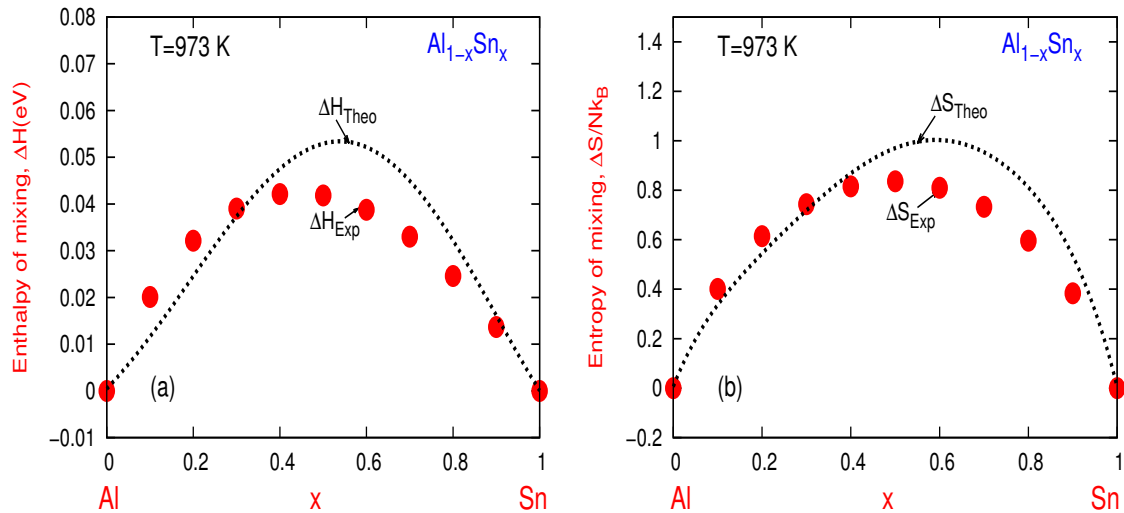 Enthalpy of mixing, ΔH(eV)
0.08
0.07
0.06
0.05
0.04
0.03
0.02
0.01
0
−0.01
T=973 K
Al1−xSnx
ΔHTheo
ΔHExp
(a)
0 0.2 0.4 0.6 0.8 1
Al x Sn
Entropy of mixing, ΔS/NkB
1.4
1.2
1
0.8
0.6
0.4
0.2
0
−0.2
T=973 K
Al1−xSnx
ΔSTheo
ΔSExp
(b)
0 0.2 0.4 0.6 0.8 1
Al x Sn